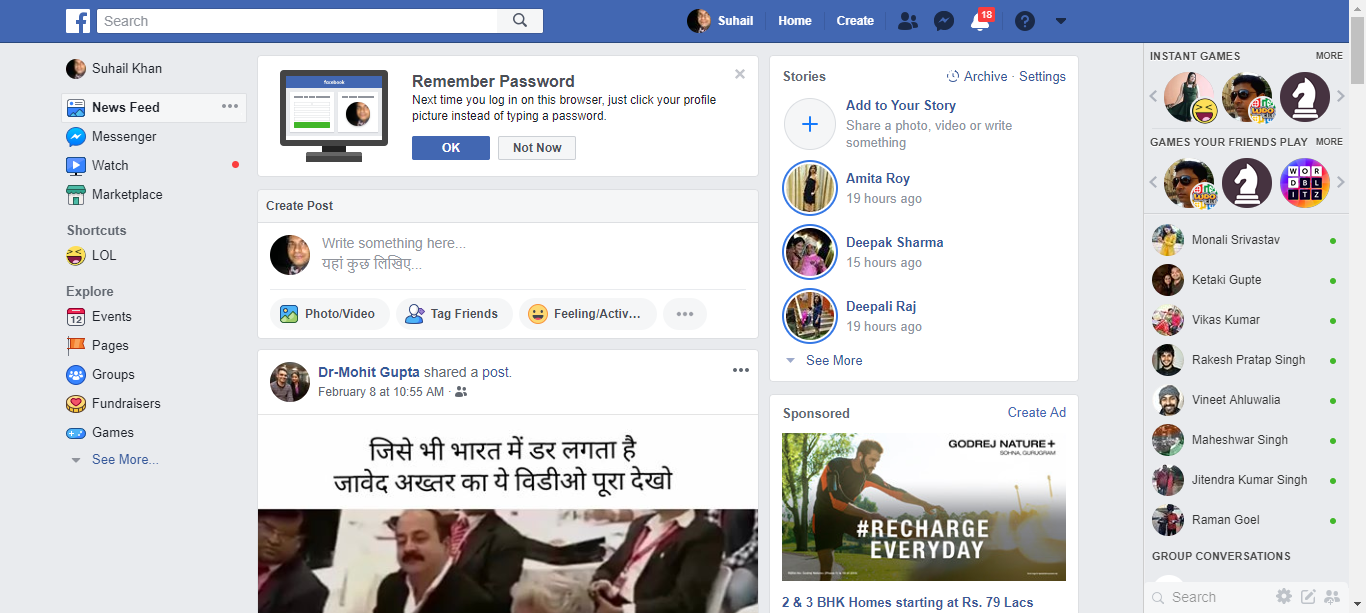 Search
Suhail
Home
Create
18
Suhail Khan
News Feed
Messenger
Watch
Marketplace
Shortcuts
LOL
Explore
12
Events
Pages
Groups
Fundraisers
Games
See More...
facebook
Remember Password
Next time you log in on this browser, just click your profile
picture instead of typing a password.
OK
Not Now
Create Post
Write something here...
यहां कुछ लिखिए...
Photo/Video
Tag Friends
Feeling/Activ...
Dr-Mohit Gupta shared a post.
February 8 at 10:55 AM ·
जिसे भी भारत में डर लगता है
जावेद अख्तर का ये विडीओ पूरा देखो
Stories
Archive · Settings
Add to Your Story
Share a photo, video or write
something
Amita Roy
19 hours ago
Deepak Sharma
15 hours ago
Deepali Raj
19 hours ago
See More
Sponsored
Create Ad
GODREJ NATURE+
SOHNA, GURUGRAM
#RECHARGE
EVERYDAY
2 & 3 BHK Homes starting at Rs. 79 Lacs
INSTANT GAMES
MORE
LUDO
GAMES YOUR FRIENDS PLAY
MORE
LUDO
WOR
DBL
ITZ
Monali Srivastav
Ketaki Gupte
Vikas Kumar
Rakesh Pratap Singh
Vineet Ahluwalia
Maheshwar Singh
Jitendra Kumar Singh
Raman Goel
GROUP CONVERSATIONS
Search